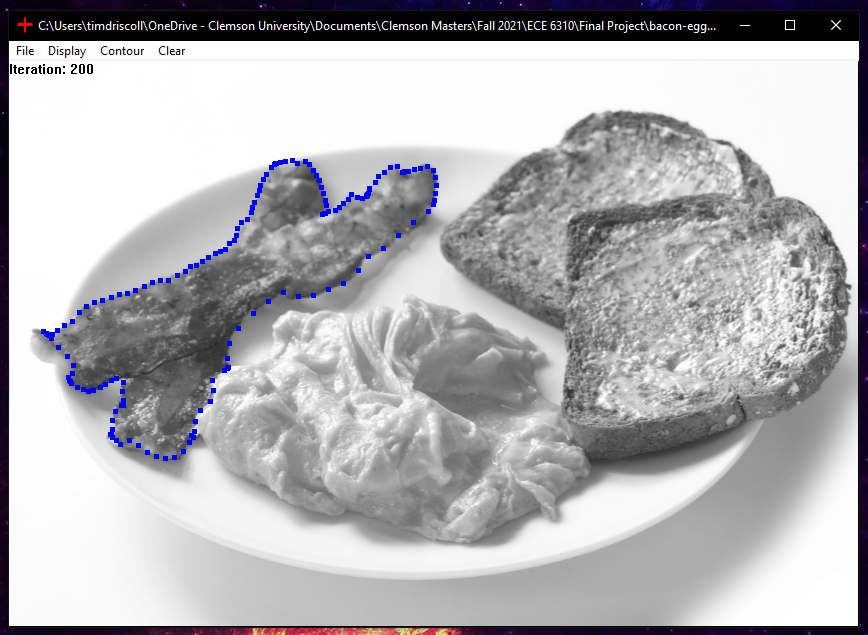 C:\Users\timdriscoll\OneDrive - Clemson University\Documents\Clemson Masters\Fall 2021\ECE 6310\Final Project\bacon-egg...
File Display Contour Clear
Iteration: 200